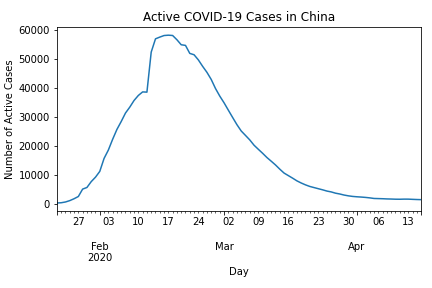 Active COVID-19 Cases in China
Number of Active Cases
60000
50000
40000
30000
20000
10000
0
27 03 10 17 24 02 09 16 23 30 06 13
Feb Mar Apr
2020
Day